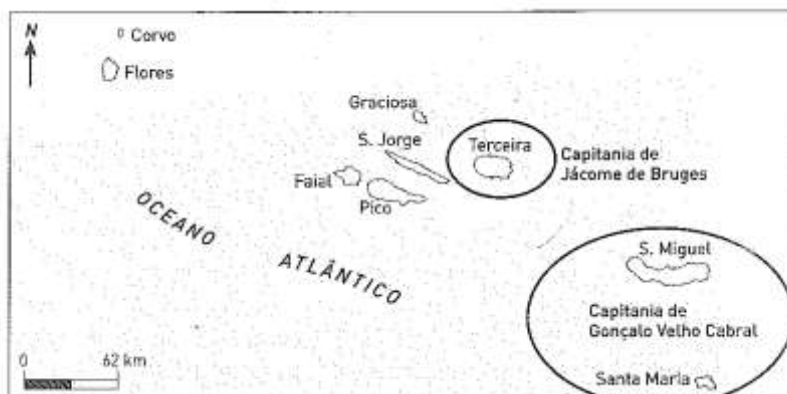 N
Corvo
Flores
Graciosa
S. Jorge
Terceira
Capitania de
Jácome de Bruges
Faial
Pico
OCEANO
ATLÂNTICO
S. Miguel
Capitania de
Gonçalo Velho Cabral
0 62 km
Santa Maria